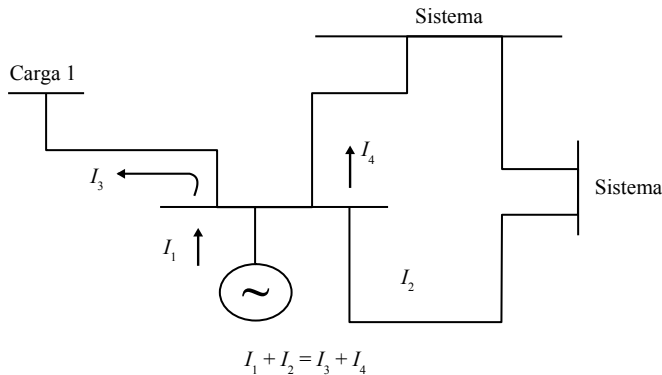 Sistema
Carga 1
I₄
I₃
Sistema
I₁
I₂
~
I₁ + I₂ = I₃ + I₄